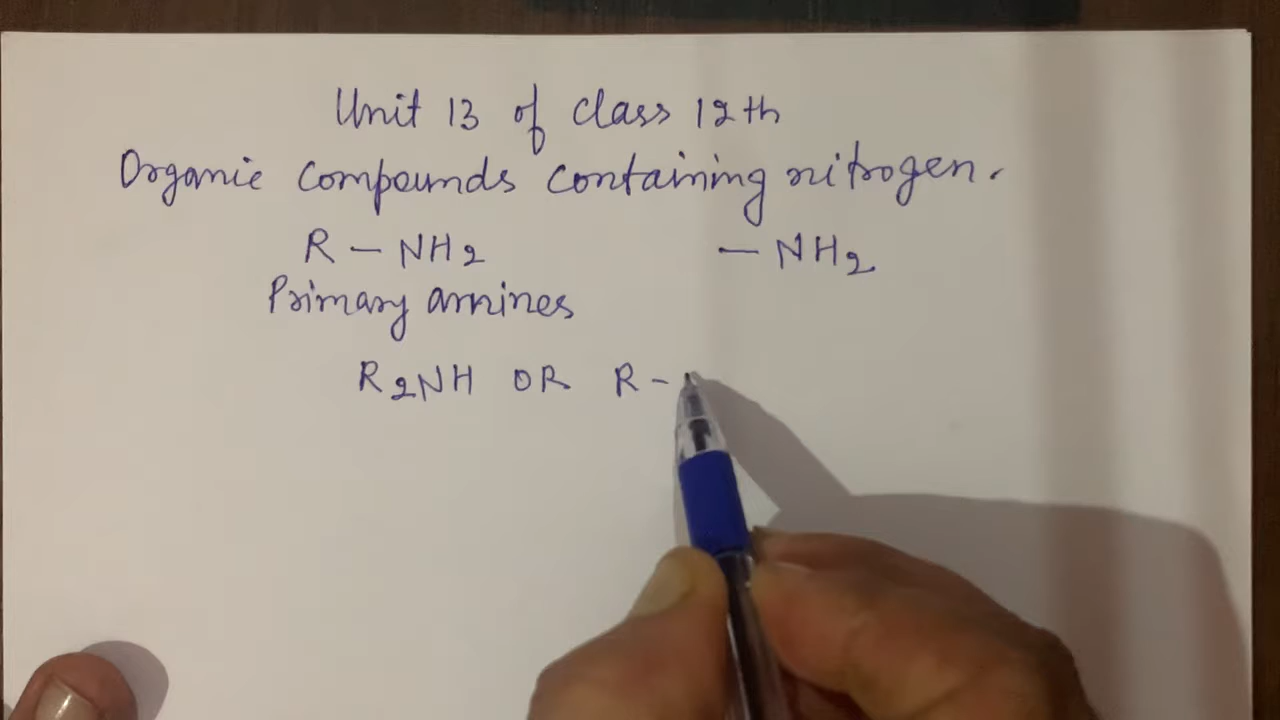 Unit 13 of class 12th
Organic compounds containing nitrogen.
R — NH2 — NH2
Primary amines
R2NH OR R -